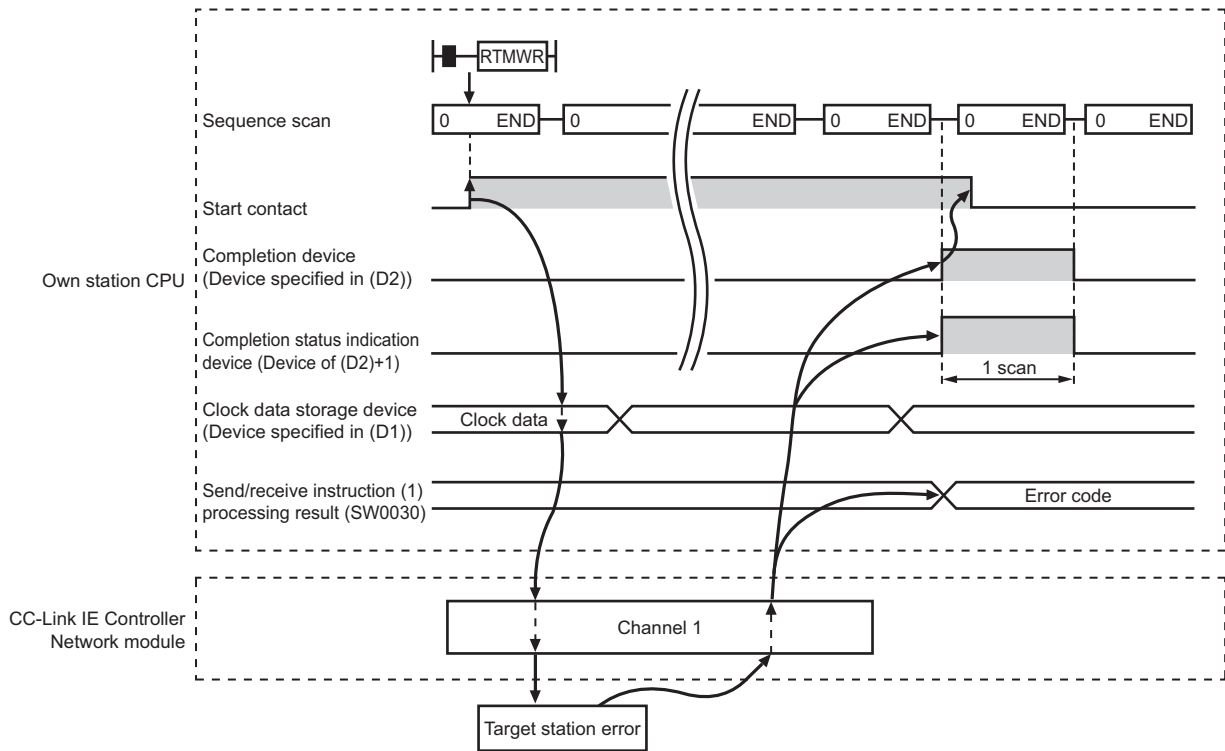 RTMWR
Sequence scan
0 END 0 END 0 END 0 END 0 END
Start contact
Own station CPU
Completion device
(Device specified in (D2))
Completion status indication
device (Device of (D2)+1)
1 scan
Clock data storage device
(Device specified in (D1))
Clock data
Send/receive instruction (1)
processing result (SW0030)
Error code
CC-Link IE Controller
Network module
Channel 1
Target station error